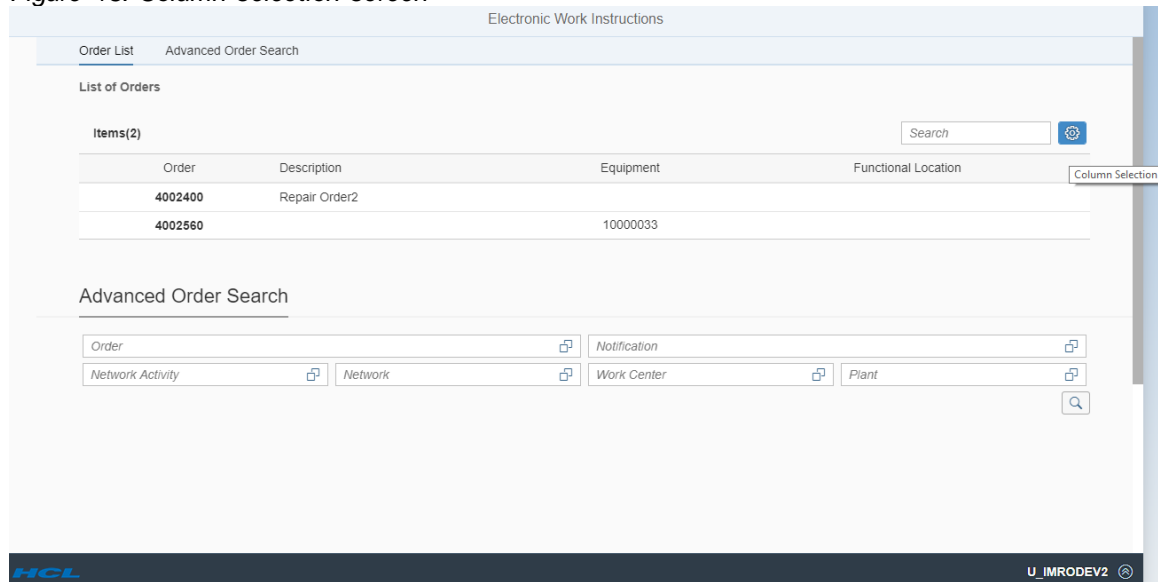 Electronic Work Instructions
Order List Advanced Order Search
List of Orders
Items(2) Search
Order Description Equipment Functional Location
Column Selection
4002400 Repair Order2
4002560 10000033
Advanced Order Search
Order Notification
Network Activity Network Work Center Plant
HCL U_IMRODEV2